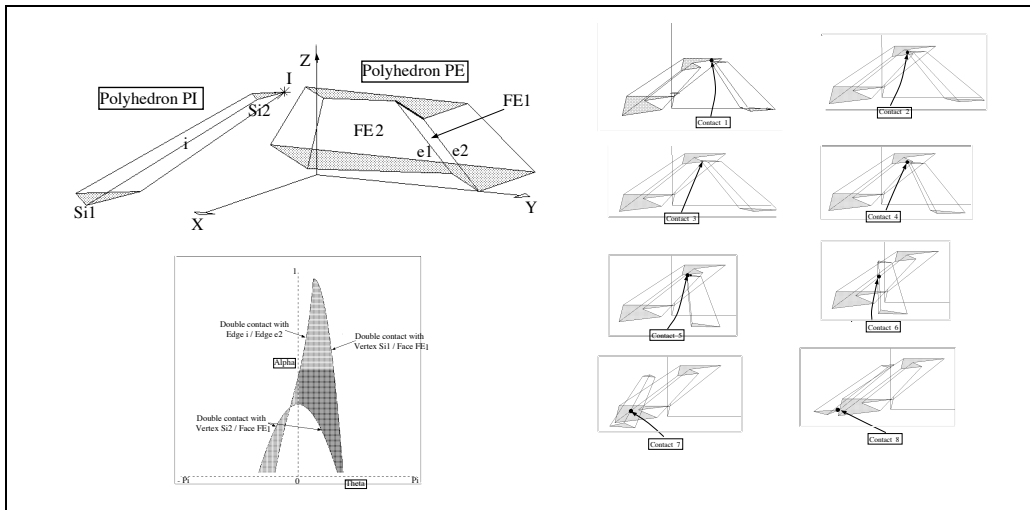 Polyhedron PI
I
Si2
i
Si1
X
Z
Polyhedron PE
FE1
FE2
e1
e2
Y
1
Double contact with
Edge i / Edge e2
Double contact with
Vertex Si1 / Face FE1
Alpha
Double contact with
Vertex Si2 / Face FE1
- Pi
0
Theta
Pi
Contact 1
Contact 2
Contact 3
Contact 4
Contact 5
Contact 6
Contact 7
Contact 8